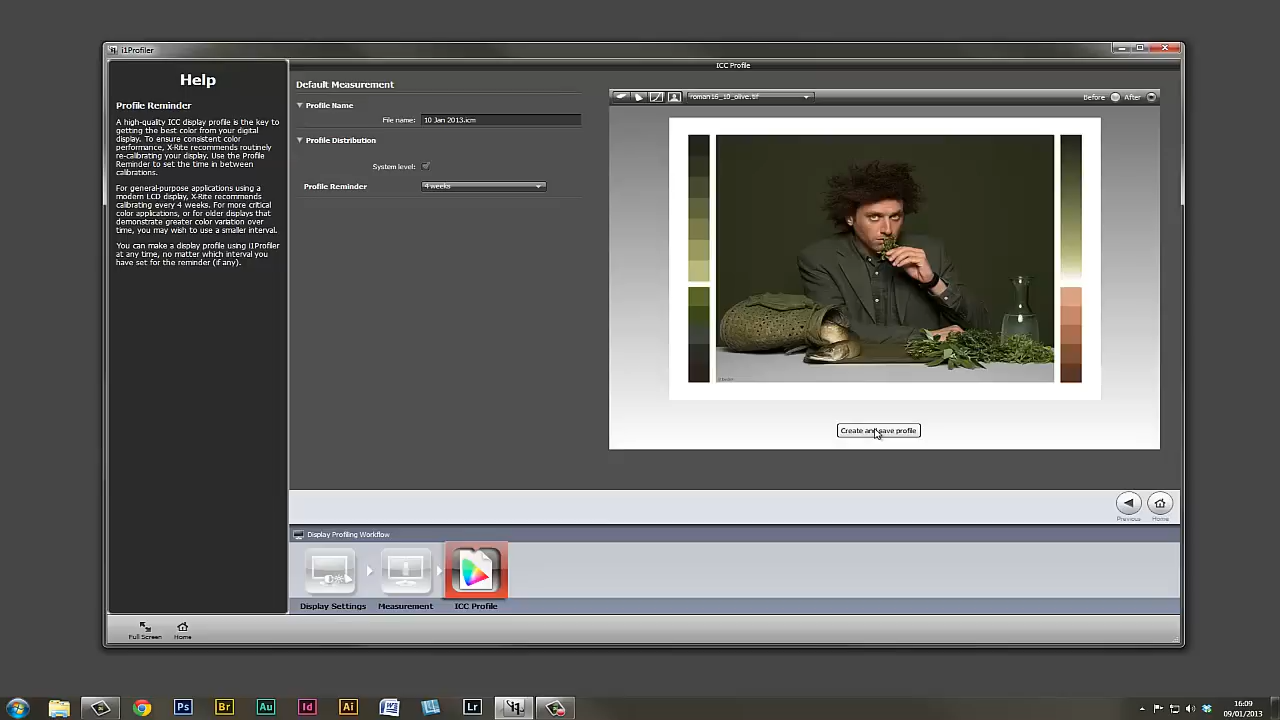 i1Profiler
ICC Profile
Help
Profile Reminder
A high-quality ICC display profile is the key to
getting the best color from your digital
display. To ensure consistent color
performance, X-Rite recommends routinely
re-calibrating your display. Use the Profile
Reminder to set the time in between
calibrations.
For general-purpose applications using a
modern LCD display, X-Rite recommends
calibrating every 4 weeks. For more critical
color applications, or for older displays that
demonstrate greater color variation over
time, you may wish to use a smaller interval.
You can make a display profile using i1Profiler
at any time, no matter which interval you
have set for the reminder (if any).
Default Measurement
Profile Name
File name: 10 Jan 2013.icm
Profile Distribution
System level:
Profile Reminder 4 weeks
roman16_10_olive.tif
Before After
Create and save profile
Previous Home
Display Profiling Workflow
Display Settings Measurement ICC Profile
Full Screen Home
Ps Br Au Id Ai W Lr
16:09
09/01/2013